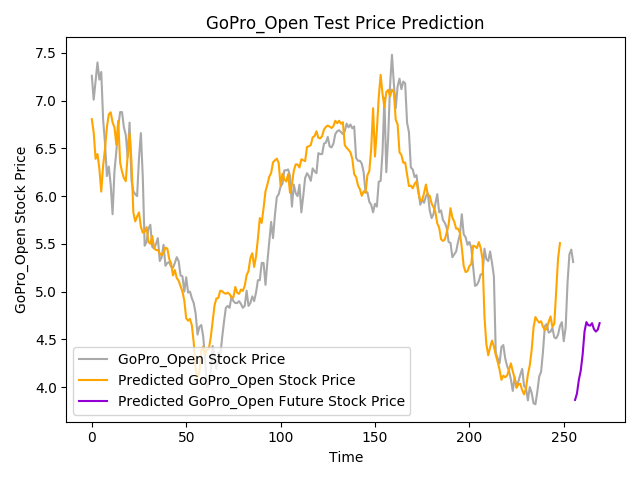 GoPro_Open Test Price Prediction
GoPro_Open Stock Price
7.5
7.0
6.5
6.0
5.5
5.0
4.5
4.0
GoPro_Open Stock Price
Predicted GoPro_Open Stock Price
Predicted GoPro_Open Future Stock Price
0 50 100 150 200 250
Time